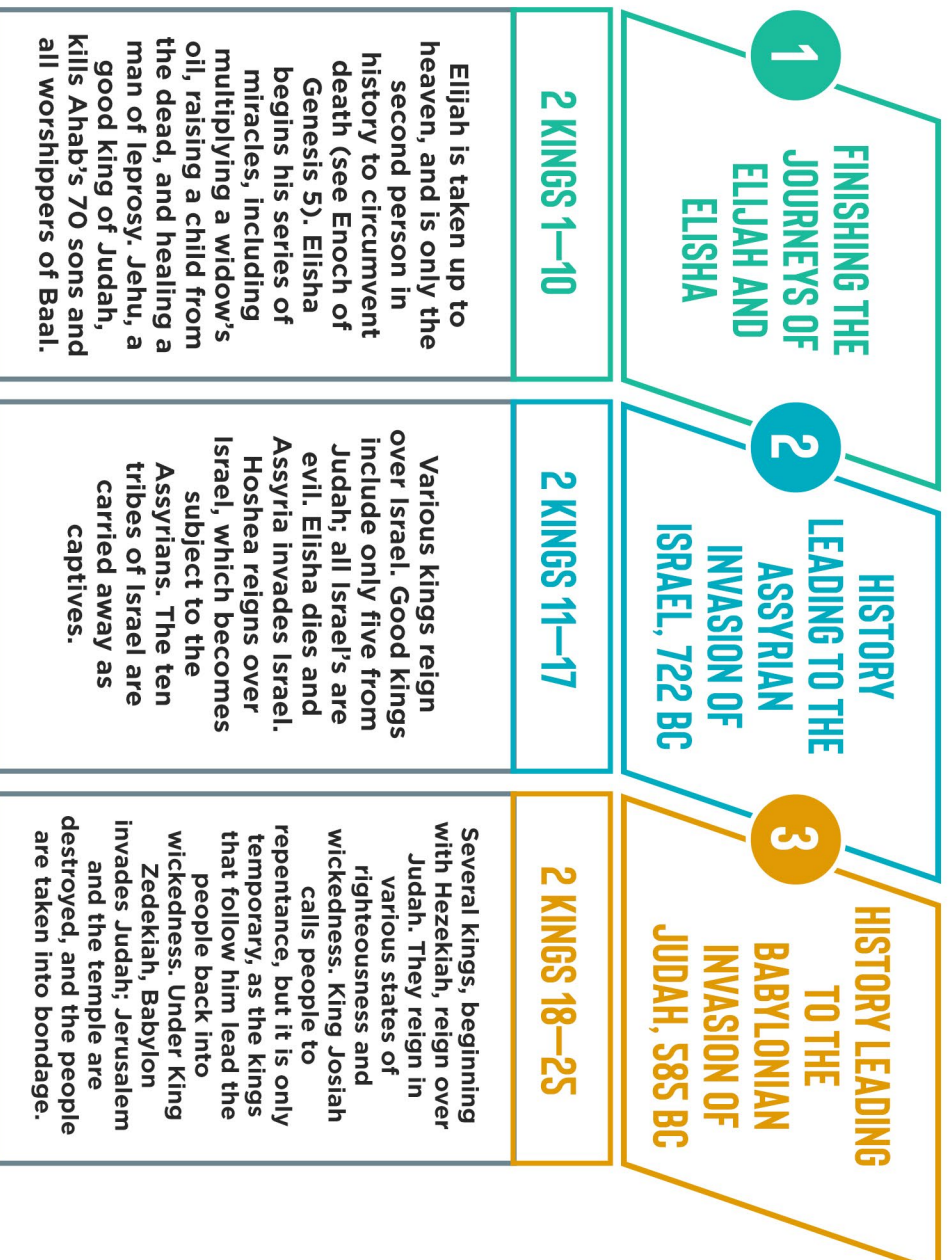 1
FINISHING THE
JOURNEYS OF
ELIJAH AND
ELISHA
2 KINGS 1—10
Elijah is taken up to
heaven, and is only the
second person in
history to circumvent
death (see Enoch of
Genesis 5). Elisha
begins his series of
miracles, including
multiplying a widow's
oil, raising a child from
the dead, and healing a
man of leprosy. Jehu, a
good king of Judah,
kills Ahab's 70 sons and
all worshippers of Baal.
2
HISTORY
LEADING TO THE
ASSYRIAN
INVASION OF
ISRAEL, 722 BC
2 KINGS 11—17
Various kings reign
over Israel. Good kings
include only five from
Judah; all Israel's are
evil. Elisha dies and
Assyria invades Israel.
Hoshea reigns over
Israel, which becomes
subject to the
Assyrians. The ten
tribes of Israel are
carried away as
captives.
3
HISTORY LEADING
TO THE
BABYLONIAN
INVASION OF
JUDAH, 585 BC
2 KINGS 18—25
Several kings, beginning
with Hezekiah, reign over
Judah. They reign in
various states of
righteousness and
wickedness. King Josiah
calls people to
repentance, but it is only
temporary, as the kings
that follow him lead the
people back into
wickedness. Under King
Zedekiah, Babylon
invades Judah; Jerusalem
and the temple are
destroyed, and the people
are taken into bondage.